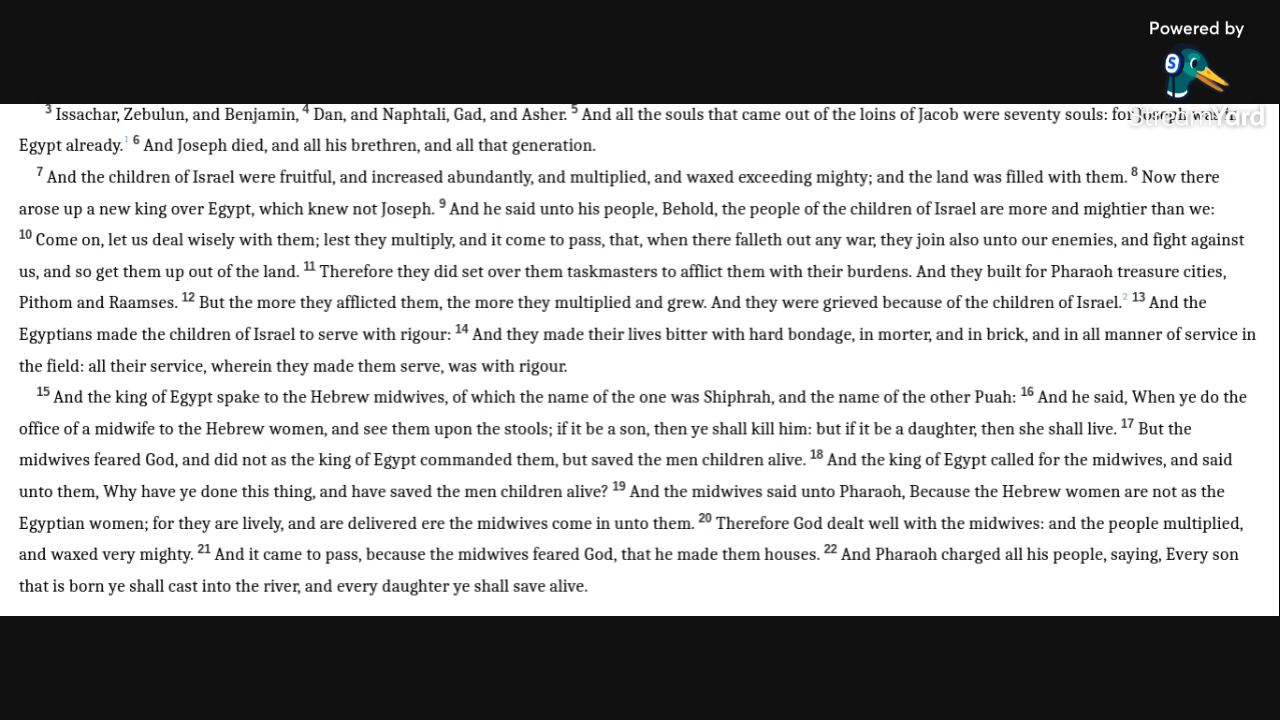 Powered by
S
3 Issachar, Zebulun, and Benjamin, 4 Dan, and Naphtali, Gad, and Asher. 5 And all the souls that came out of the loins of Jacob were seventy souls: for Joseph was in
StreamYard
Egypt already.1 6 And Joseph died, and all his brethren, and all that generation.
7 And the children of Israel were fruitful, and increased abundantly, and multiplied, and waxed exceeding mighty; and the land was filled with them. 8 Now there
arose up a new king over Egypt, which knew not Joseph. 9 And he said unto his people, Behold, the people of the children of Israel are more and mightier than we:
10 Come on, let us deal wisely with them; lest they multiply, and it come to pass, that, when there falleth out any war, they join also unto our enemies, and fight against
us, and so get them up out of the land. 11 Therefore they did set over them taskmasters to afflict them with their burdens. And they built for Pharaoh treasure cities,
Pithom and Raamses. 12 But the more they afflicted them, the more they multiplied and grew. And they were grieved because of the children of Israel.2 13 And the
Egyptians made the children of Israel to serve with rigour: 14 And they made their lives bitter with hard bondage, in morter, and in brick, and in all manner of service in
the field: all their service, wherein they made them serve, was with rigour.
15 And the king of Egypt spake to the Hebrew midwives, of which the name of the one was Shiphrah, and the name of the other Puah: 16 And he said, When ye do the
office of a midwife to the Hebrew women, and see them upon the stools; if it be a son, then ye shall kill him: but if it be a daughter, then she shall live. 17 But the
midwives feared God, and did not as the king of Egypt commanded them, but saved the men children alive. 18 And the king of Egypt called for the midwives, and said
unto them, Why have ye done this thing, and have saved the men children alive? 19 And the midwives said unto Pharaoh, Because the Hebrew women are not as the
Egyptian women; for they are lively, and are delivered ere the midwives come in unto them. 20 Therefore God dealt well with the midwives: and the people multiplied,
and waxed very mighty. 21 And it came to pass, because the midwives feared God, that he made them houses. 22 And Pharaoh charged all his people, saying, Every son
that is born ye shall cast into the river, and every daughter ye shall save alive.